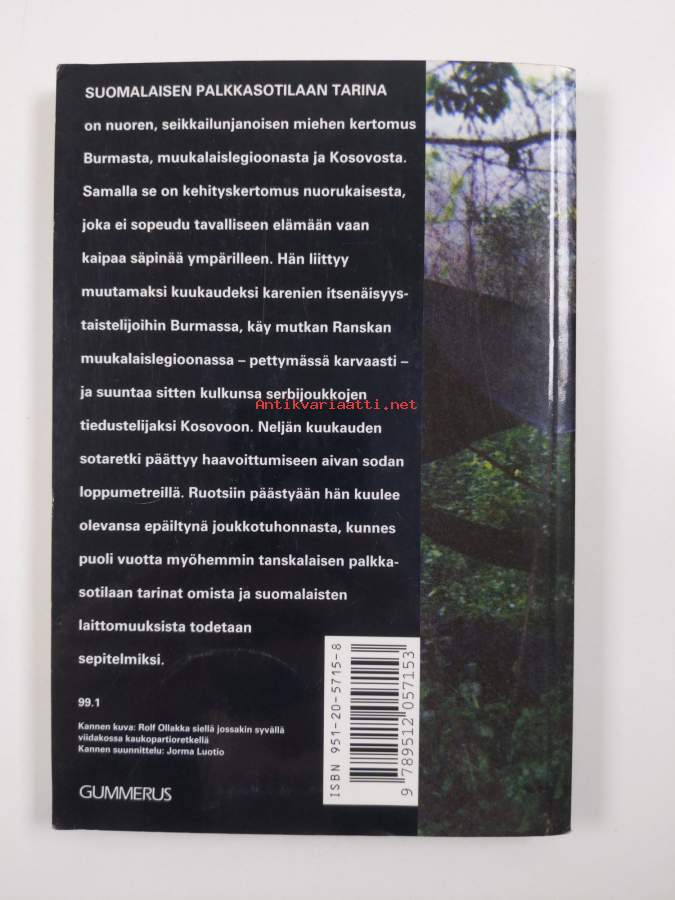 SUOMALAISEN PALKKASOTILAAN TARINA
on nuoren, seikkailunjanoisen miehen kertomus
Burmasta, muukalaislegioonasta ja Kosovosta.
Samalla se on kehityskertomus nuorukaisesta,
joka ei sopeudu tavalliseen elämään vaan
kaipaa säpinää ympärilleen. Hän liittyy
muutamaksi kuukaudeksi karenien itsenäisyys-
taistelijoihin Burmassa, käy mutkan Ranskan
muukalaislegioonassa – pettymässä karvaasti –
ja suuntaa sitten kulkunsa serbijoukkojen
Antikvariaatti.net
tiedustelijaksi Kosovoon. Neljän kuukauden
sotaretki päättyy haavoittumiseen aivan sodan
loppumetreillä. Ruotsiin päästyään hän kuulee
olevansa epäiltynä joukkotuhonnasta, kunnes
puoli vuotta myöhemmin tanskalaisen palkka-
sotilaan tarinat omista ja suomalaisten
laittomuuksista todetaan
sepitelmiksi.
99.1
Kannen kuva: Rolf Ollakka siellä jossakin syvällä
viidakossa kaukopartioretkellä
Kannen suunnittelu: Jorma Luotio
GUMMERUS
ISBN 951-20-5715-8
9 789512 057153